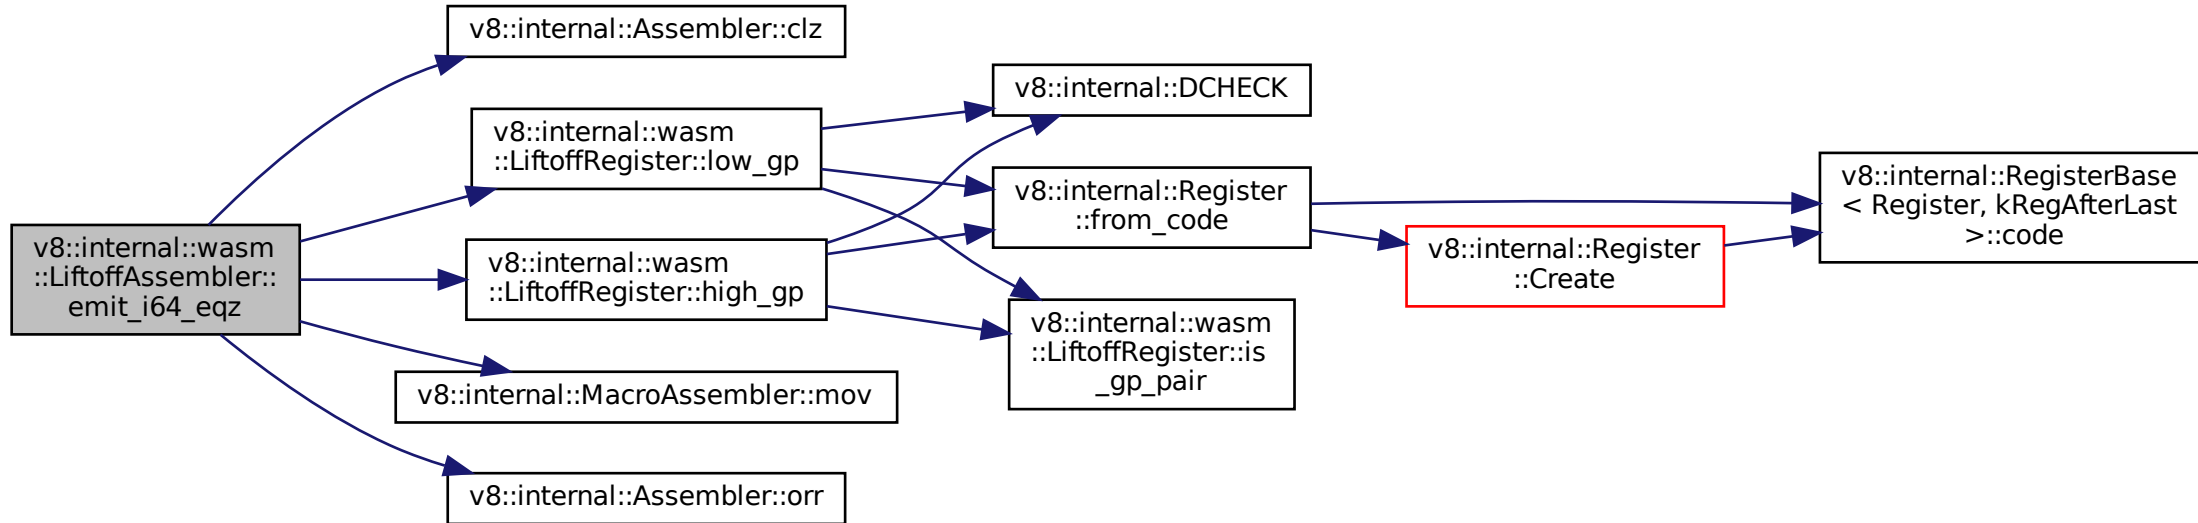 v8::internal::Assembler::clz
v8::internal::DCHECK
v8::internal::wasm
::LiftoffRegister::low_gp
v8::internal::RegisterBase
< Register, kRegAfterLast
>::code
v8::internal::Register
::from_code
v8::internal::wasm
::LiftoffAssembler::
emit_i64_eqz
v8::internal::wasm
::LiftoffRegister::high_gp
v8::internal::Register
::Create
v8::internal::wasm
::LiftoffRegister::is
_gp_pair
v8::internal::MacroAssembler::mov
v8::internal::Assembler::orr